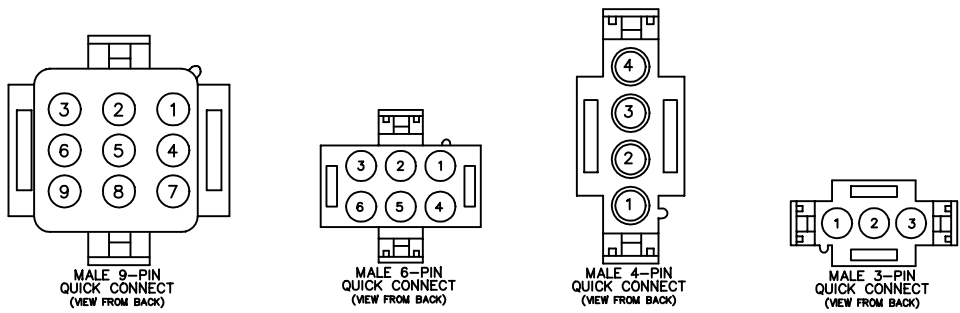 3 2 1
6 5 4
9 8 7
MALE 9-PIN
QUICK CONNECT
(VIEW FROM BACK)
3 2 1
6 5 4
MALE 6-PIN
QUICK CONNECT
(VIEW FROM BACK)
4
3
2
1
MALE 4-PIN
QUICK CONNECT
(VIEW FROM BACK)
1 2 3
MALE 3-PIN
QUICK CONNECT
(VIEW FROM BACK)